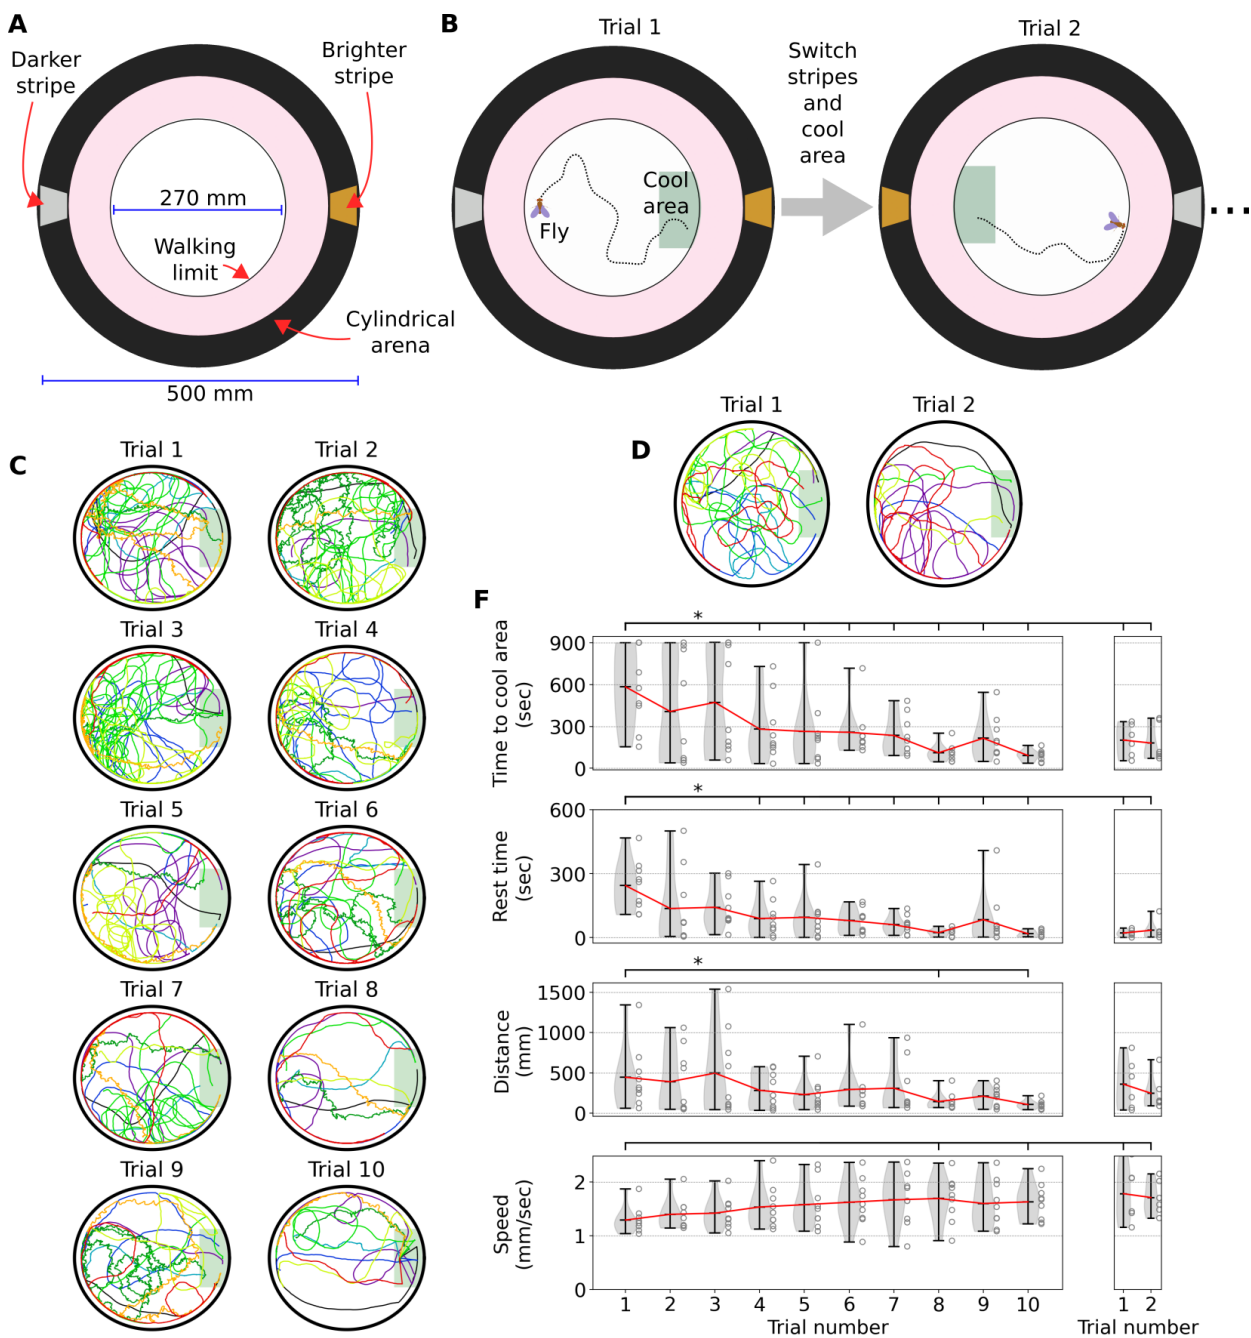 A
Darker
stripe
Brighter
stripe
270 mm
Walking
limit
Cylindrical
arena
500 mm
B
Trial 1
Cool
area
Fly
Switch
stripes
and
cool
area
Trial 2
...
C
Trial 1
Trial 2
Trial 3
Trial 4
Trial 5
Trial 6
Trial 7
Trial 8
Trial 9
Trial 10
D
Trial 1
Trial 2
F
*
Time to cool area
(sec)
900
600
300
0
*
Rest time
(sec)
600
300
0
*
Distance
(mm)
1500
1000
500
0
Speed
(mm/sec)
2
1
0
1 2 3 4 5 6 7 8 9 10
Trial number
1 2
Trial number